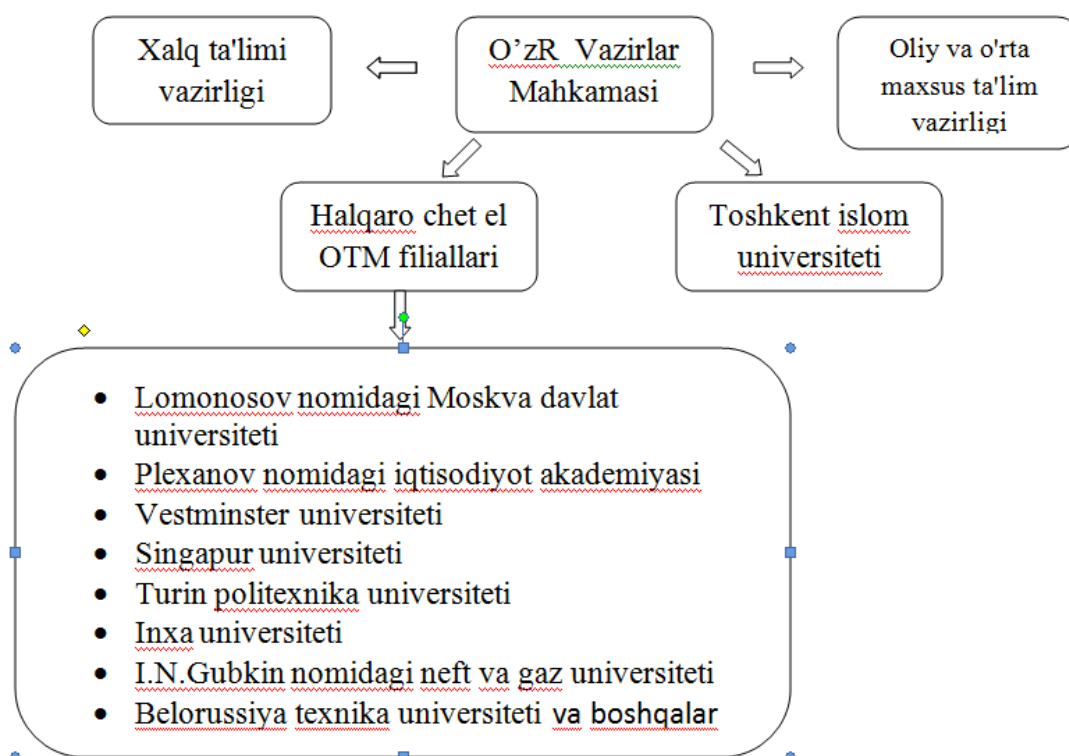 Xalq ta'limi
vazirligi
O’zR Vazirlar
Mahkamasi
Oliy va o'rta
maxsus ta'lim
vazirligi
Halqaro chet el
OTM filiallari
Toshkent islom
universiteti
• Lomonosov nomidagi Moskva davlat
universiteti
• Plexanov nomidagi iqtisodiyot akademiyasi
• Vestminster universiteti
• Singapur universiteti
• Turin politexnika universiteti
• Inxa universiteti
• I.N.Gubkin nomidagi neft va gaz universiteti
• Belorussiya texnika universiteti va boshqalar